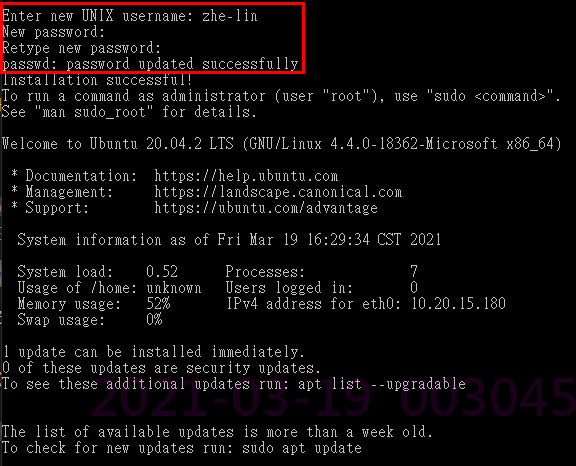 Enter new UNIX username: zhe-lin
New password:
Retype new password:
passwd: password updated successfully
Installation successful!
To run a command as administrator (user "root"), use "sudo <command>".
See "man sudo_root" for details.
Welcome to Ubuntu 20.04.2 LTS (GNU/Linux 4.4.0-18362-Microsoft x86_64)
* Documentation: https://help.ubuntu.com
* Management: https://landscape.canonical.com
* Support: https://ubuntu.com/advantage
System information as of Fri Mar 19 16:29:34 CST 2021
System load: 0.52 Processes: 7
Usage of /home: unknown Users logged in: 0
Memory usage: 52% IPv4 address for eth0: 10.20.15.180
Swap usage: 0%
1 update can be installed immediately.
0 of these updates are security updates.
To see these additional updates run: apt list --upgradable
2021-03-19 003045
The list of available updates is more than a week old.
To check for new updates run: sudo apt update